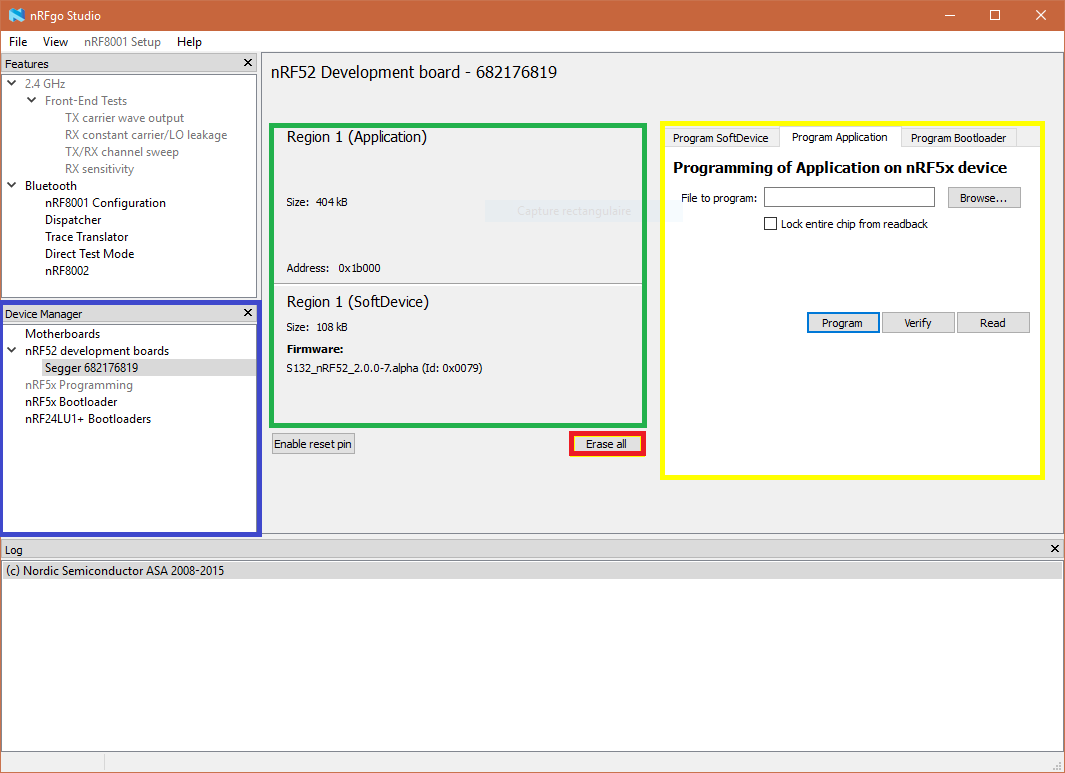 nRFgo Studio
File View nRF8001 Setup Help
Features
2.4 GHz
Front-End Tests
TX carrier wave output
RX constant carrier/LO leakage
TX/RX channel sweep
RX sensitivity
Bluetooth
nRF8001 Configuration
Dispatcher
Trace Translator
Direct Test Mode
nRF8002
Device Manager
Motherboards
nRF52 development boards
Segger 682176819
nRF5x Programming
nRF5x Bootloader
nRF24LU1+ Bootloaders
nRF52 Development board - 682176819
Region 1 (Application)
Size: 404 kB
Capture rectangulaire
Address: 0x1b000
Region 1 (SoftDevice)
Size: 108 kB
Firmware:
S132_nRF52_2.0.0-7.alpha (Id: 0x0079)
Enable reset pin
Erase all
Program SoftDevice Program Application Program Bootloader
Programming of Application on nRF5x device
File to program: Browse...
Lock entire chip from readback
Program Verify Read
Log
(c) Nordic Semiconductor ASA 2008-2015